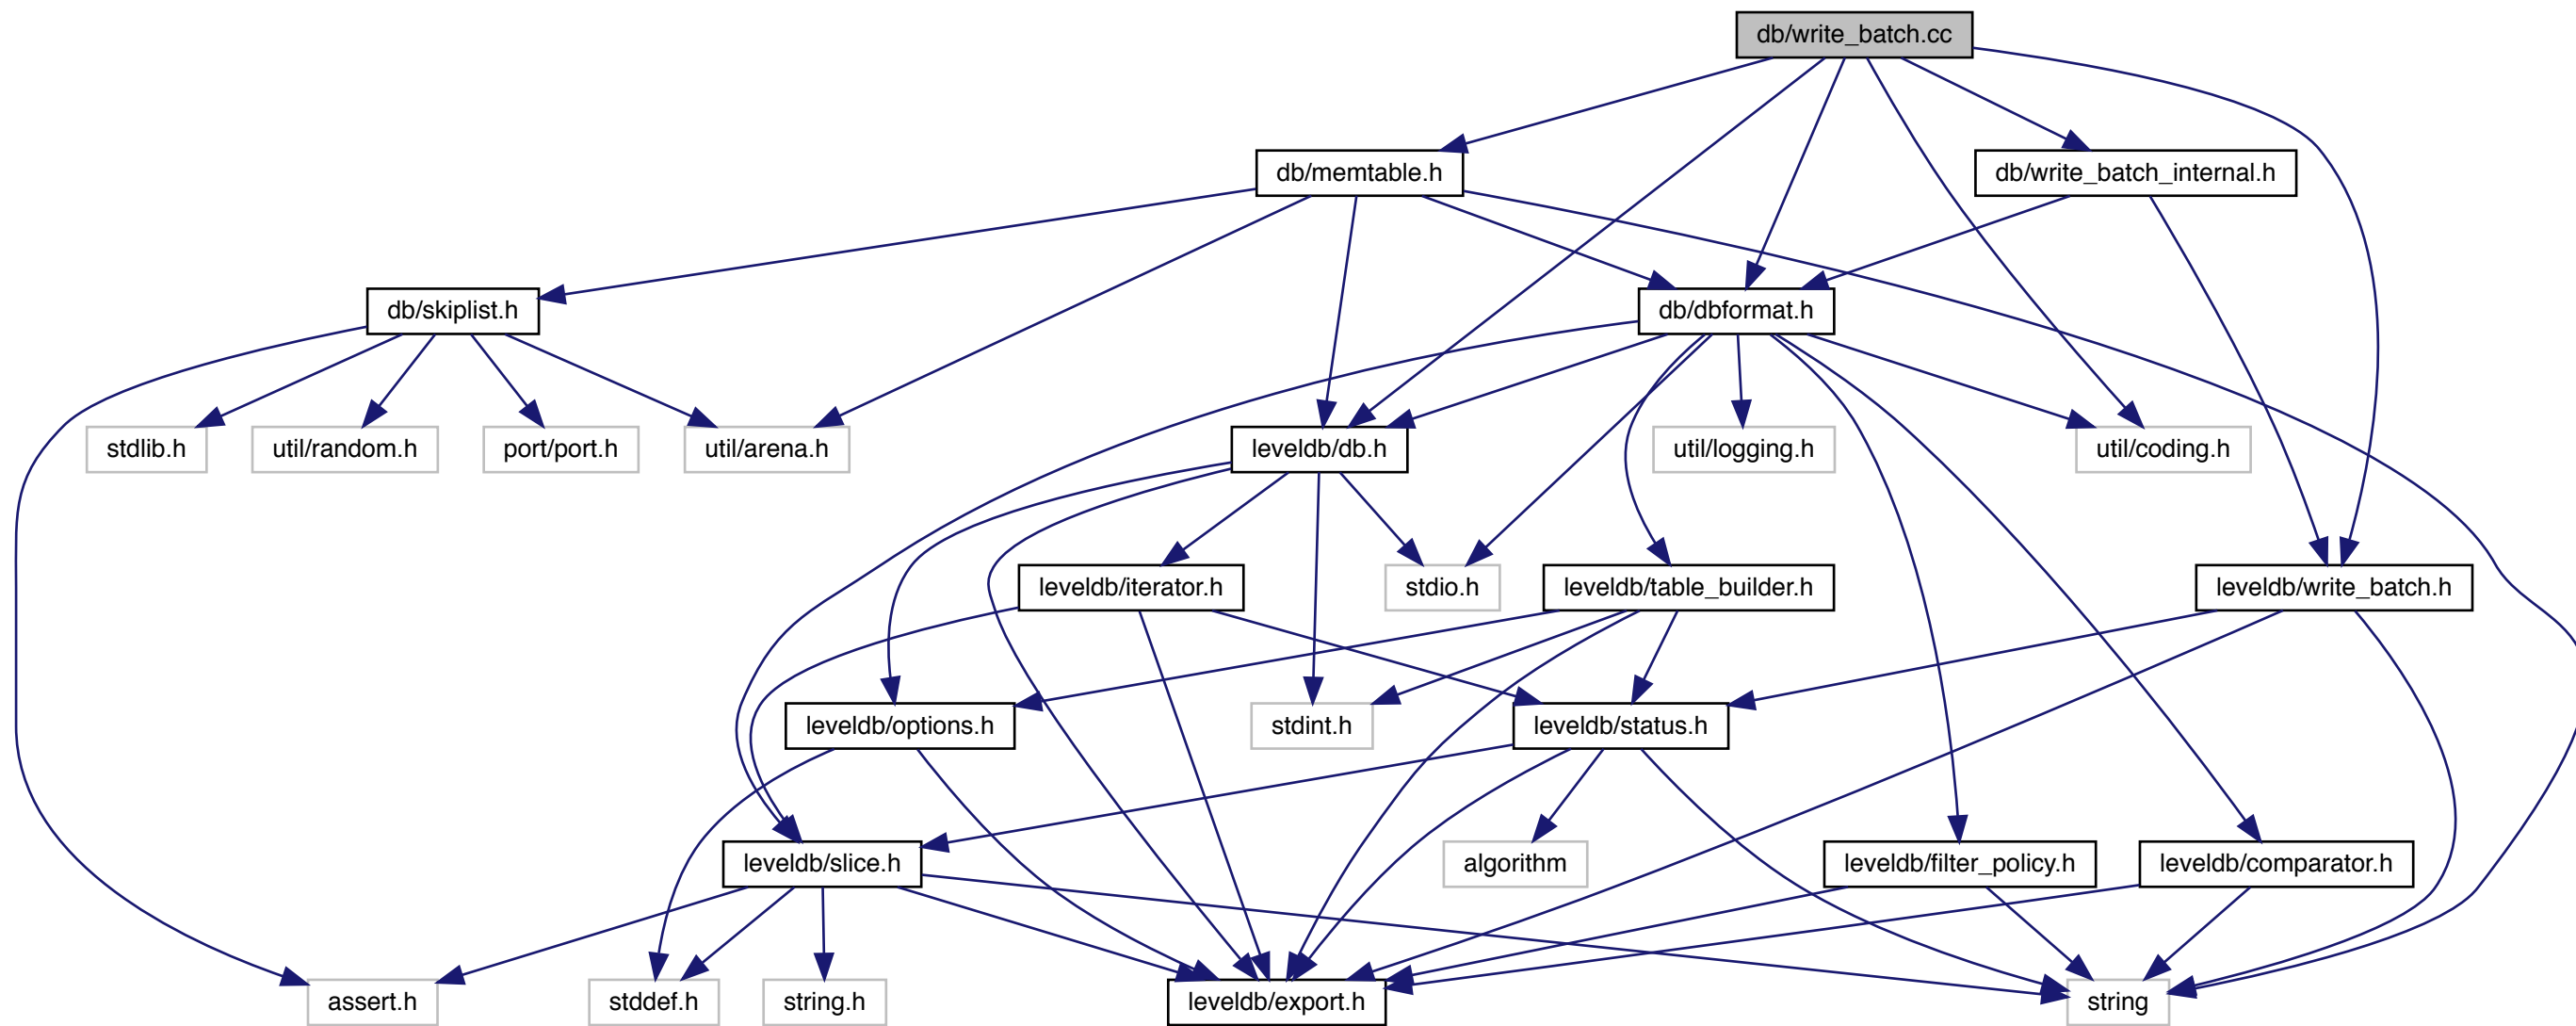 db/write_batch.cc
db/memtable.h
db/write_batch_internal.h
db/skiplist.h
db/dbformat.h
stdlib.h
util/random.h
port/port.h
util/arena.h
leveldb/db.h
util/logging.h
util/coding.h
leveldb/iterator.h
stdio.h
leveldb/table_builder.h
leveldb/write_batch.h
leveldb/options.h
stdint.h
leveldb/status.h
leveldb/slice.h
algorithm
leveldb/filter_policy.h
leveldb/comparator.h
assert.h
stddef.h
string.h
leveldb/export.h
string